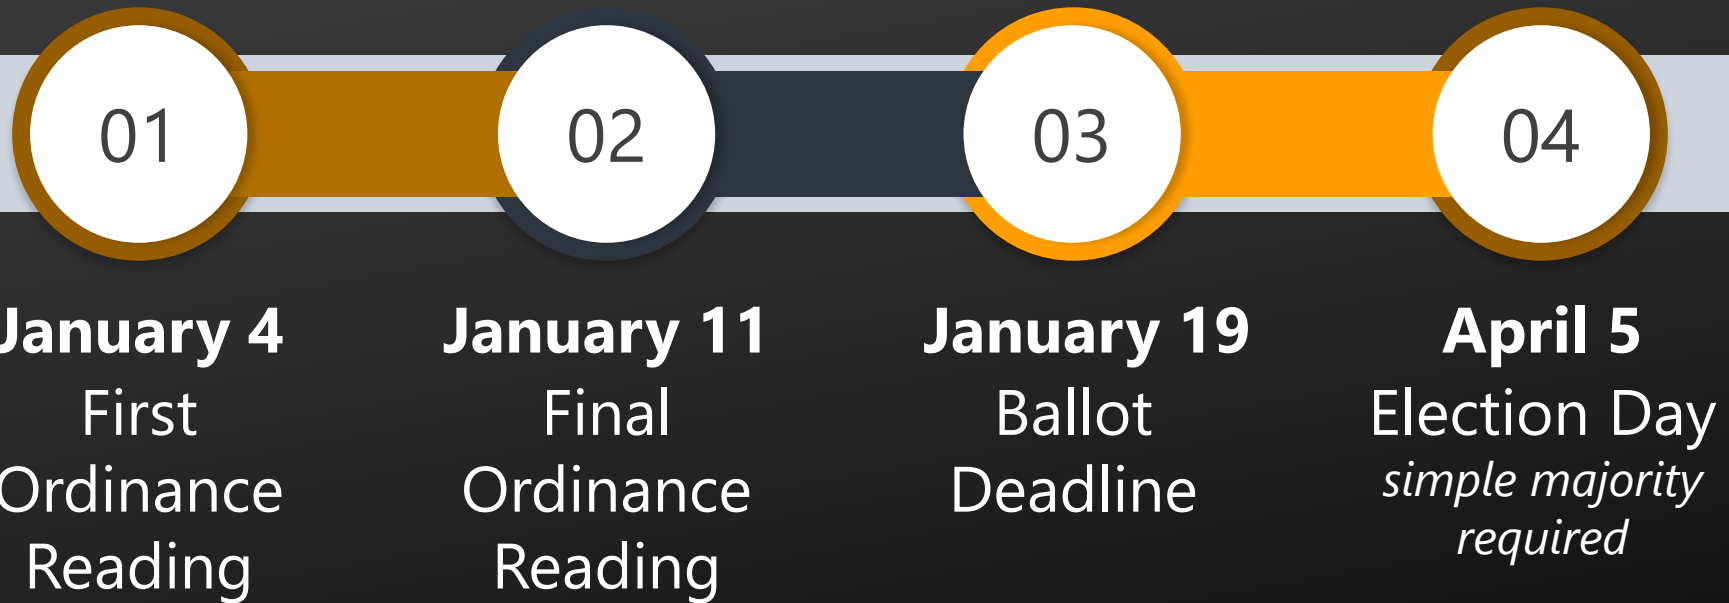 01
02
03
04
January 4
First
Ordinance
Reading
January 11
Final
Ordinance
Reading
January 19
Ballot
Deadline
April 5
Election Day
simple majority
required